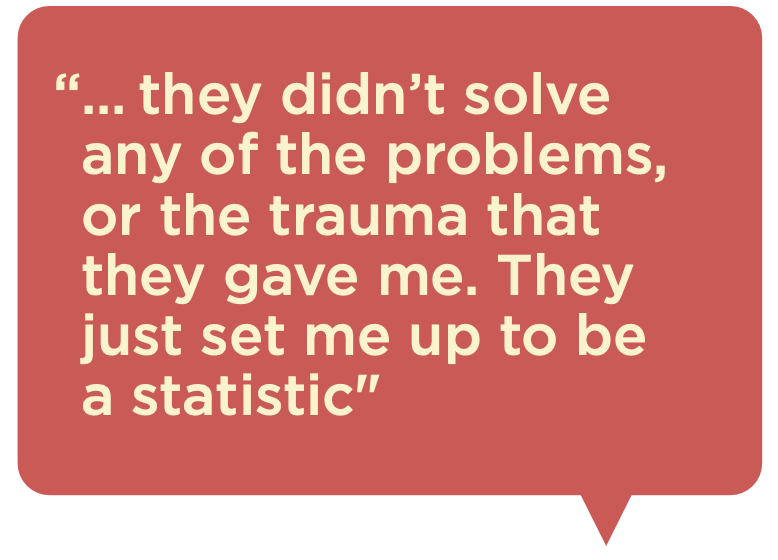 “... they didn’t solve
any of the problems,
or the trauma that
they gave me. They
just set me up to be
a statistic"